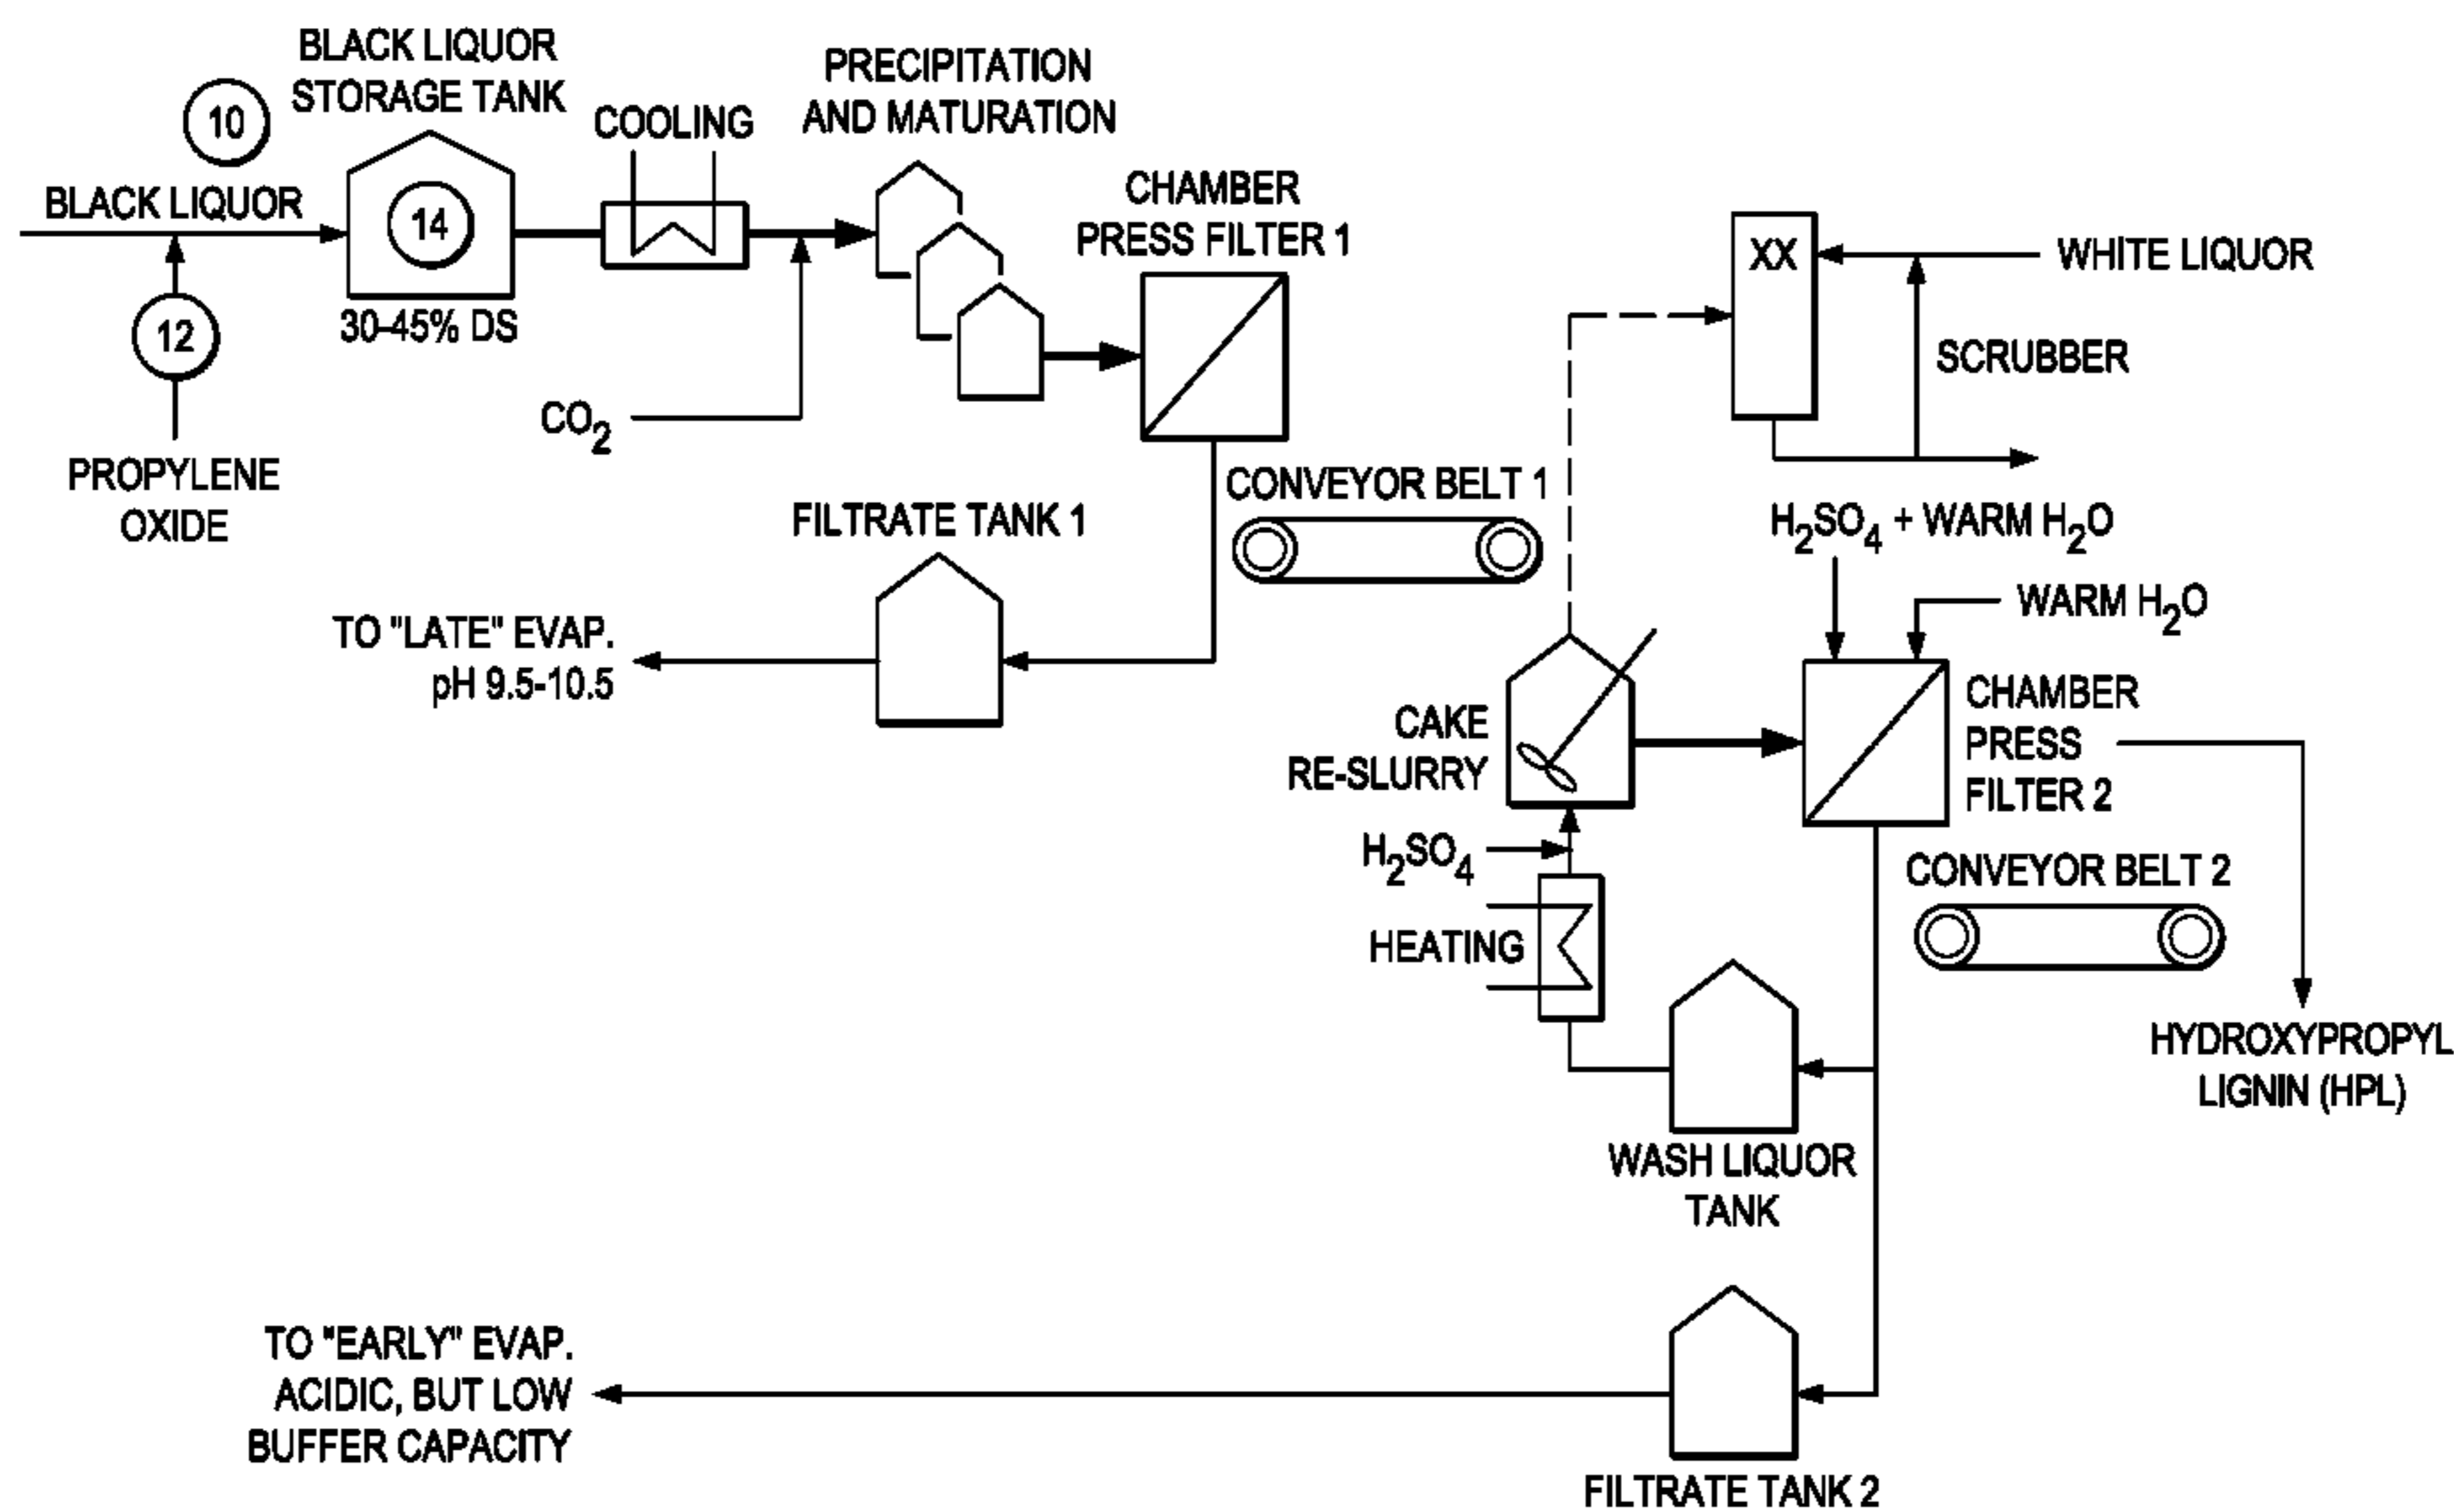 BLACK LIQUOR
STORAGE TANK
10
BLACK LIQUOR
14
30-45% DS
12
PROPYLENE
OXIDE
COOLING
CO2
PRECIPITATION
AND MATURATION
CHAMBER
PRESS FILTER 1
CONVEYOR BELT 1
FILTRATE TANK 1
TO "LATE" EVAP.
pH 9.5-10.5
XX
WHITE LIQUOR
SCRUBBER
H2SO4 + WARM H2O
WARM H2O
CHAMBER
PRESS
FILTER 2
CAKE
RE-SLURRY
H2SO4
HEATING
CONVEYOR BELT 2
HYDROXYPROPYL
LIGNIN (HPL)
WASH LIQUOR
TANK
TO "EARLY" EVAP.
ACIDIC, BUT LOW
BUFFER CAPACITY
FILTRATE TANK 2